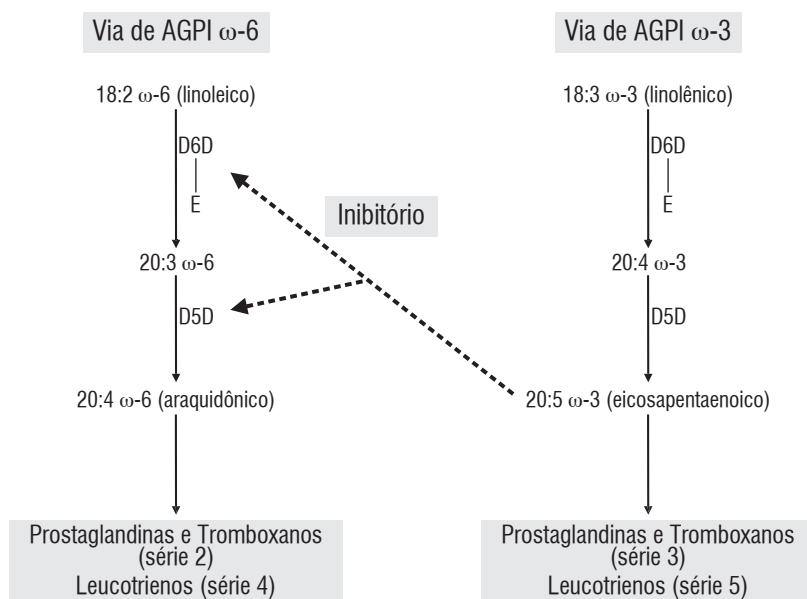 Via de AGPI ω-6
Via de AGPI ω-3
18:2 ω-6 (linoleico)
18:3 ω-3 (linolênico)
D6D
E
D6D
E
Inibitório
20:3 ω-6
20:4 ω-3
D5D
D5D
20:4 ω-6 (araquidônico)
20:5 ω-3 (eicosapentaenoico)
Prostaglandinas e Tromboxanos
(série 2)
Leucotrienos (série 4)
Prostaglandinas e Tromboxanos
(série 3)
Leucotrienos (série 5)